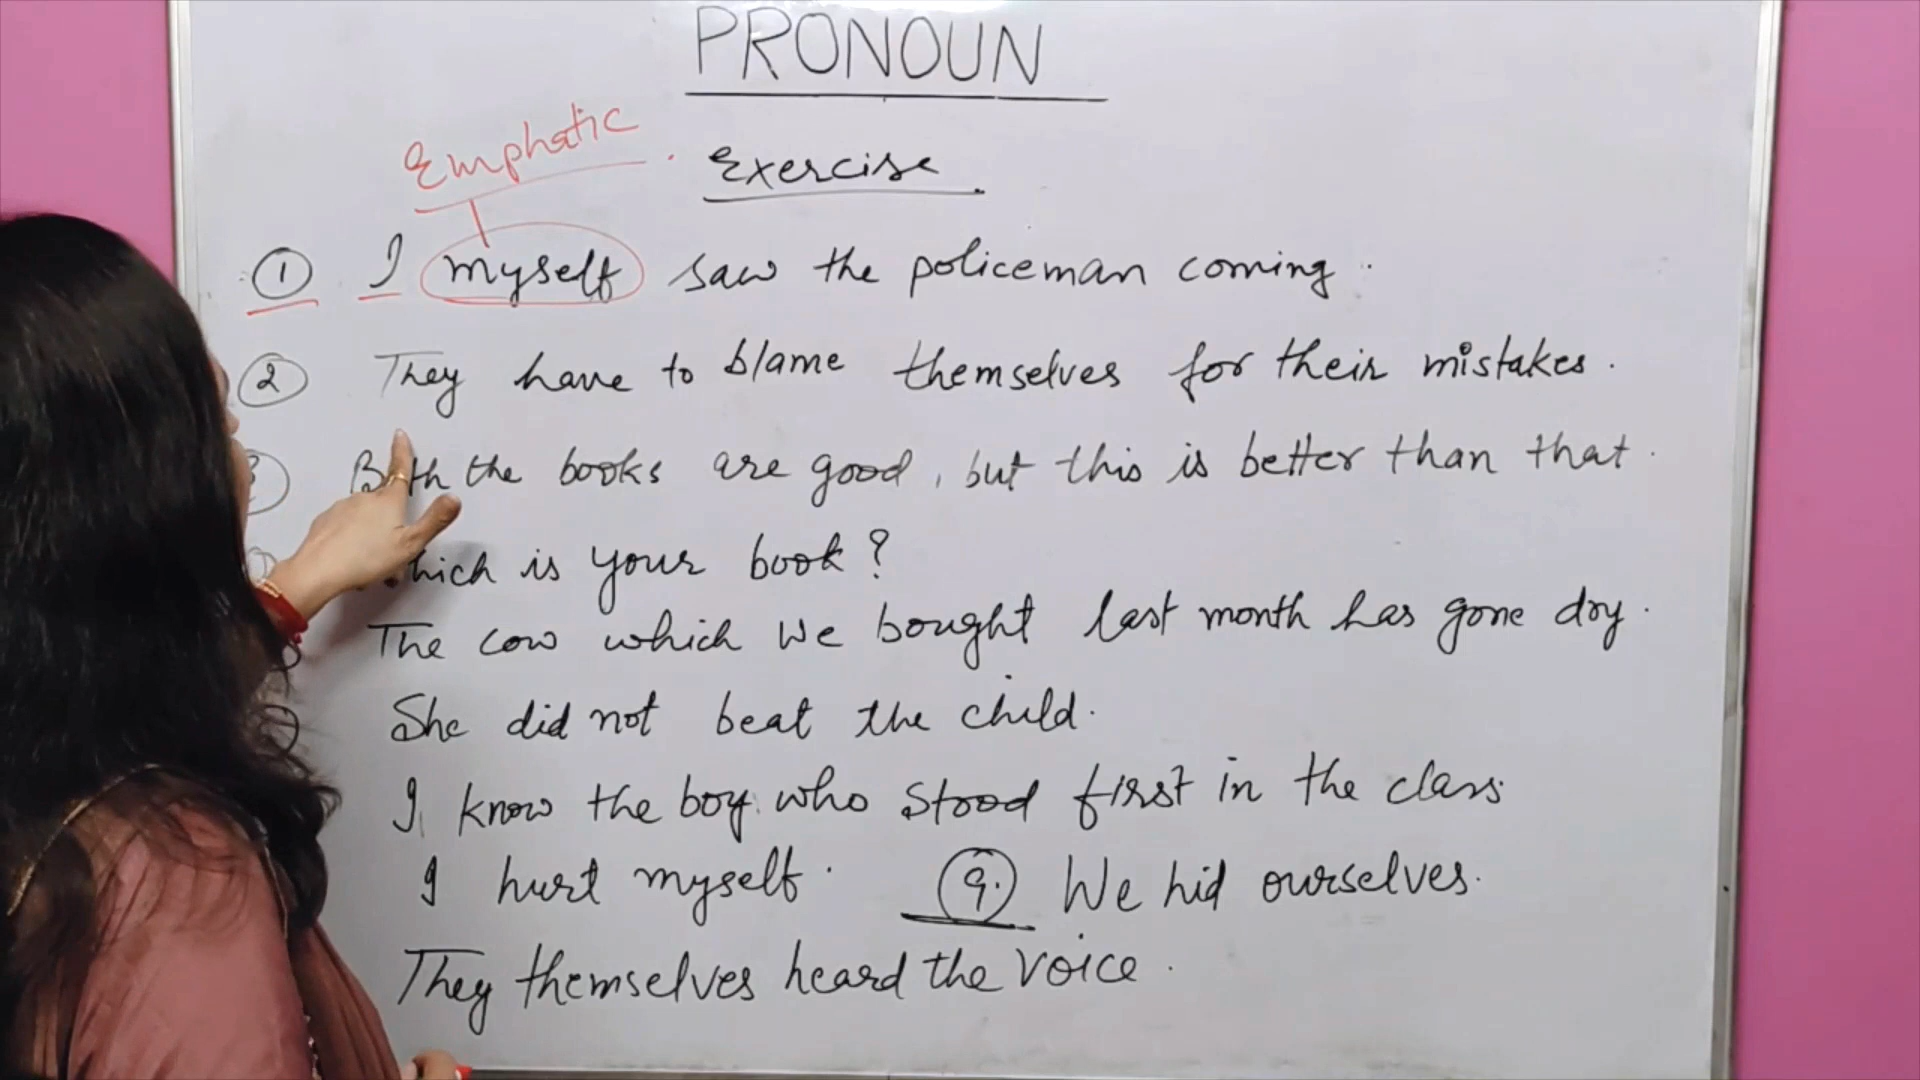 PRONOUN
Emphatic
Exercise
① I myself saw the policeman coming.
② They have to blame themselves for their mistakes.
the books are good, but this is better than that.
is your book?
The cow which we bought last month has gone dry.
She did not beat the child.
I know the boy who stood first in the class
I hurt myself. ⑨. We hid ourselves.
They themselves heard the voice.